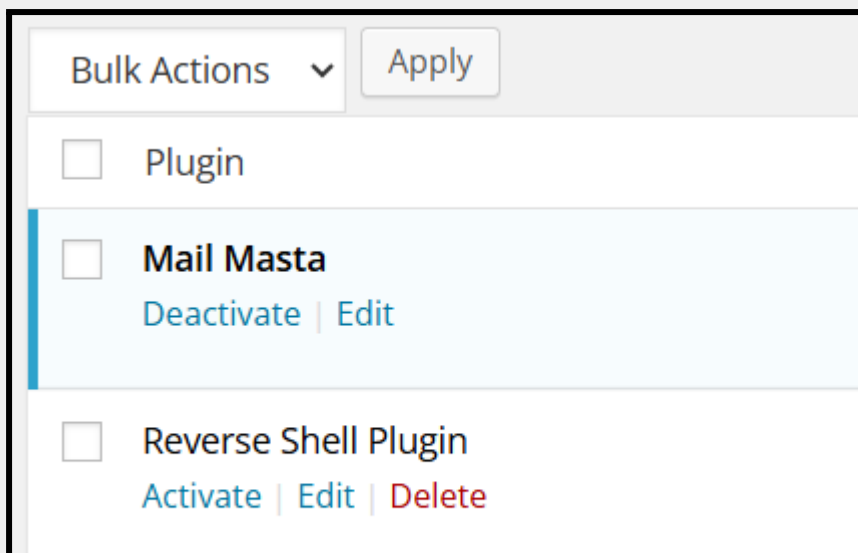 Bulk Actions Apply
Plugin
Mail Masta
Deactivate | Edit
Reverse Shell Plugin
Activate | Edit | Delete